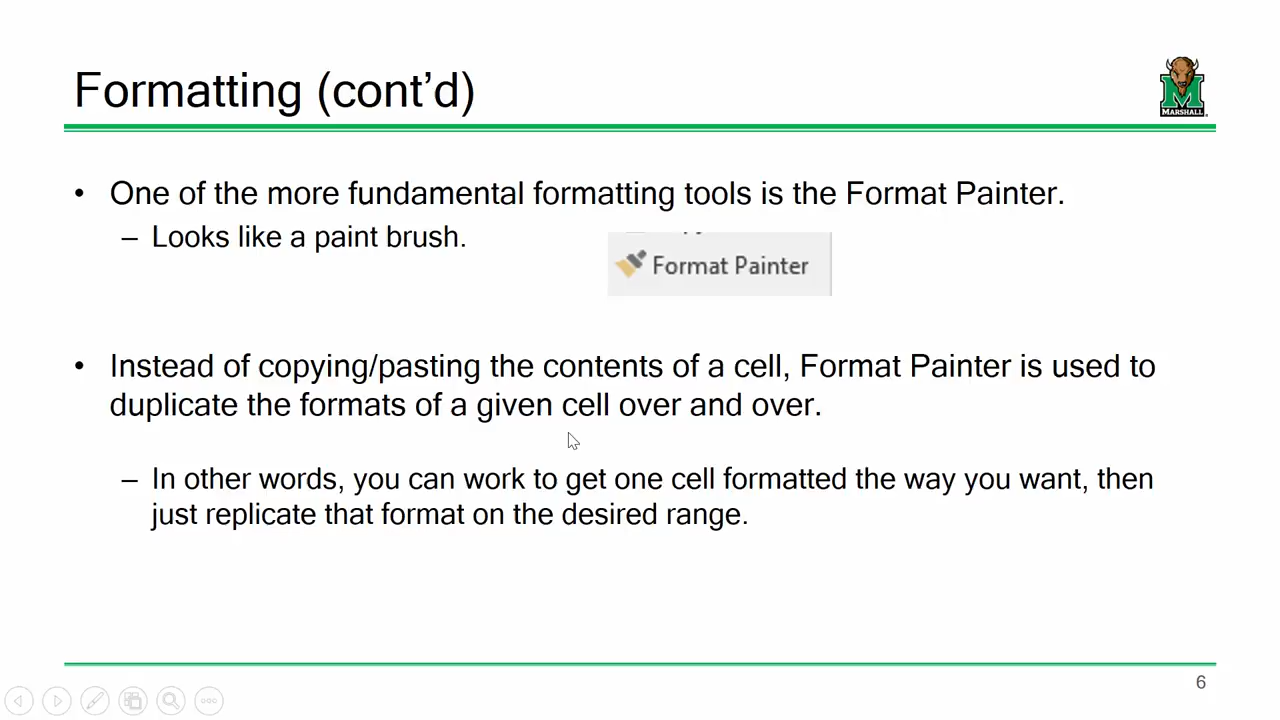 Formatting (cont’d)
MARSHALL
• One of the more fundamental formatting tools is the Format Painter.
– Looks like a paint brush.
Format Painter
• Instead of copying/pasting the contents of a cell, Format Painter is used to
duplicate the formats of a given cell over and over.
– In other words, you can work to get one cell formatted the way you want, then
just replicate that format on the desired range.
6